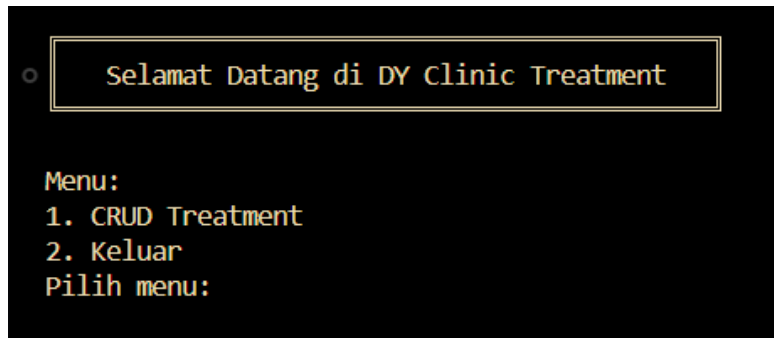 Selamat Datang di DY Clinic Treatment
Menu:
1. CRUD Treatment
2. Keluar
Pilih menu: